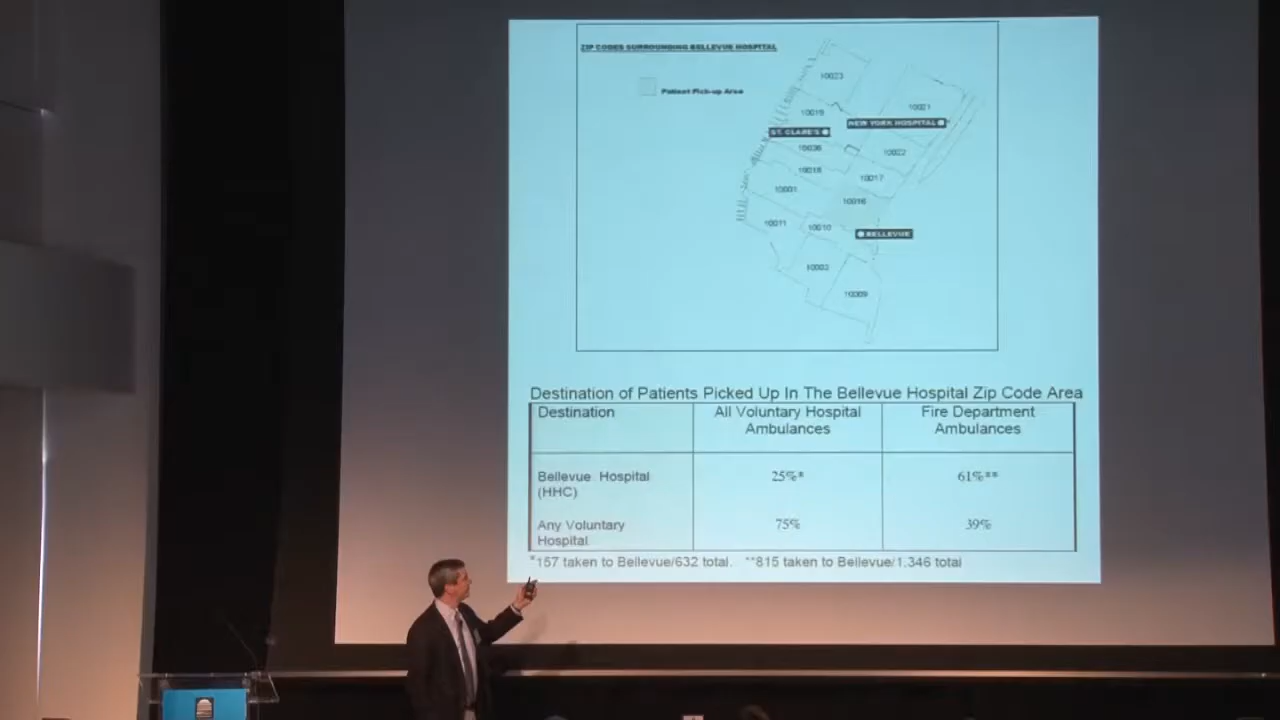 ZIP CODES SURROUNDING BELLEVUE HOSPITAL
Patient Pick-up Area
10023
10021
10019
NEW YORK HOSPITAL
ST. CLARE'S
10036
10022
10018
10017
10001
10016
10011
10010
BELLEVUE
10003
10009
Destination of Patients Picked Up In The Bellevue Hospital Zip Code Area
Destination
All Voluntary Hospital
Ambulances
Fire Department
Ambulances
Bellevue Hospital
(HHC)
25%*
61%**
Any Voluntary
Hospital
75%
39%
*157 taken to Bellevue/632 total. **815 taken to Bellevue/1,346 total